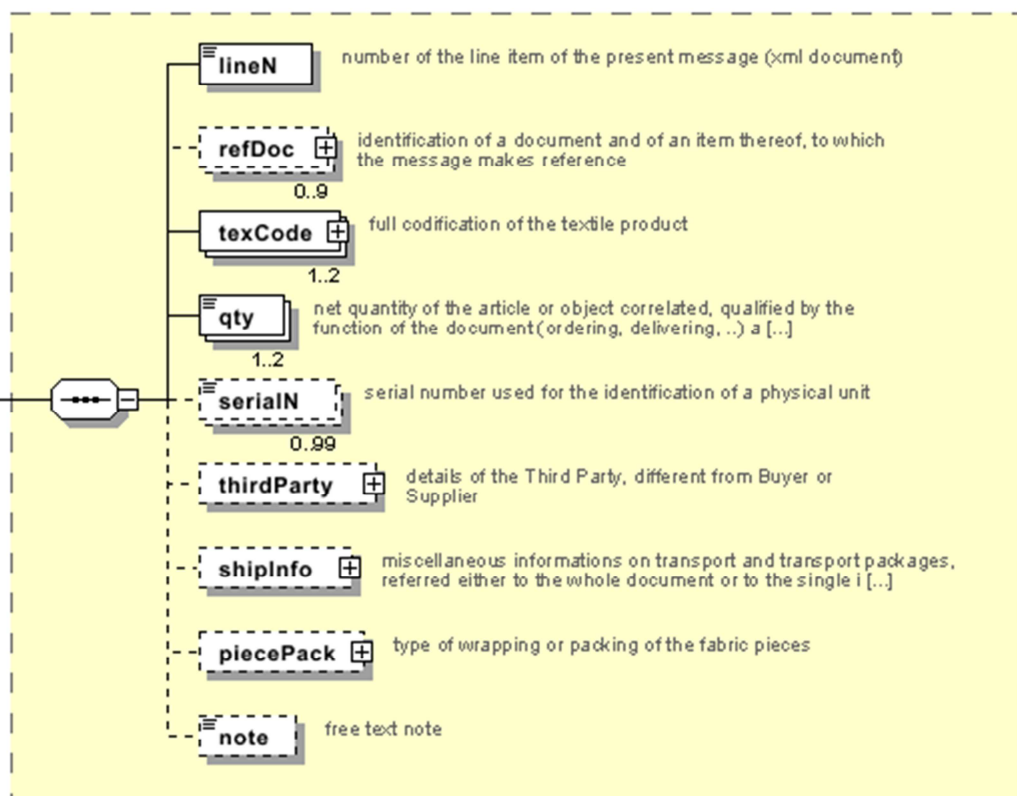 lineN
number of the line item of the present message (xml document)
refDoc
identification of a document and of an item thereof, to which
the message makes reference
0..9
texCode
full codification of the textile product
1..2
qty
net quantity of the article or object correlated, qualified by the
function of the document (ordering, delivering, ..) a [...]
1..2
serialN
serial number used for the identification of a physical unit
0..99
thirdParty
details of the Third Party, different from Buyer or
Supplier
shipInfo
miscellaneous informations on transport and transport packages,
referred either to the whole document or to the single i [...]
piecePack
type of wrapping or packing of the fabric pieces
note
free text note